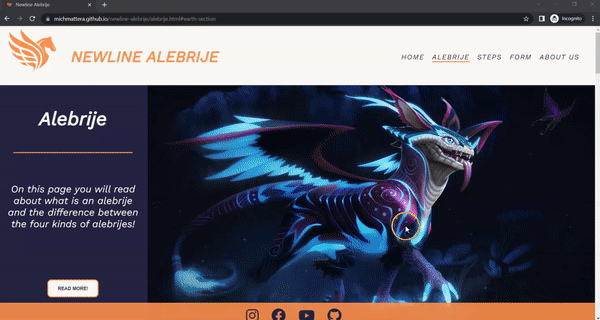 Newline Alebrije
michmattera.github.io/newline-alebrije/alebrije.html#earth-section
Incognito
NEWLINE ALEBRIJE
HOME ALEBRIJE STEPS FORM ABOUT US
Alebrije
On this page you will read
about what is an alebrije
and the difference between
the four kinds of alebrijes!
READ MORE!